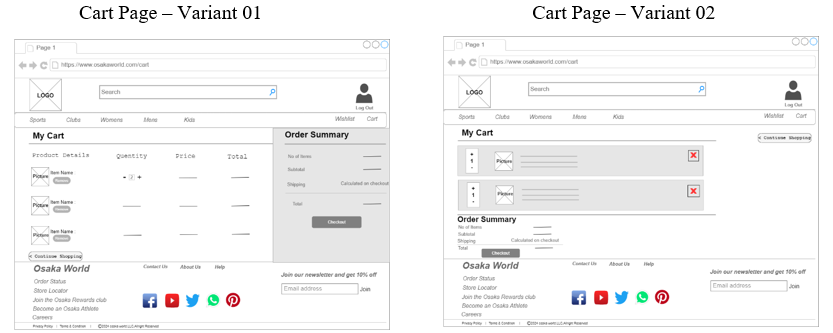 Cart Page – Variant 01
Page 1
https://www.osakaworld.com/cart
LOGO
Search
Log Out
Sports Clubs Womens Mens Kids Wishlist Cart
My Cart
Product Details Quantity Price Total
Picture Item Name
Remove
- 2 +
Picture Item Name
Remove
Picture Item Name
Remove
< Continue Shopping
Order Summary
No of Items
Subtotal
Shipping Calculated on checkout
Total
Checkout
Osaka World
Order Status
Store Locator
Join the Osaka Rewards club
Become an Osaka Athlete
Careers
Contact Us About Us Help
Join our newsletter and get 10% off
Email address Join
Privacy Policy Terms & Condition ©2024 osaka world LLC,All right Reserved
Cart Page – Variant 02
Page 1
https://www.osakaworld.com/cart
LOGO
Search
Log Out
Sports Clubs Womens Mens Kids Wishlist Cart
My Cart
< Continue Shopping
+
1
-
Picture
+
1
-
Picture
Order Summary
No of Items
Subtotal
Shipping Calculated on checkout
Total
Checkout
Osaka World
Order Status
Store Locator
Join the Osaka Rewards club
Become an Osaka Athlete
Careers
Contact Us About Us Help
Join our newsletter and get 10% off
Email address Join
Privacy Policy Terms & Condition ©2024 osaka world LLC,All right Reserved